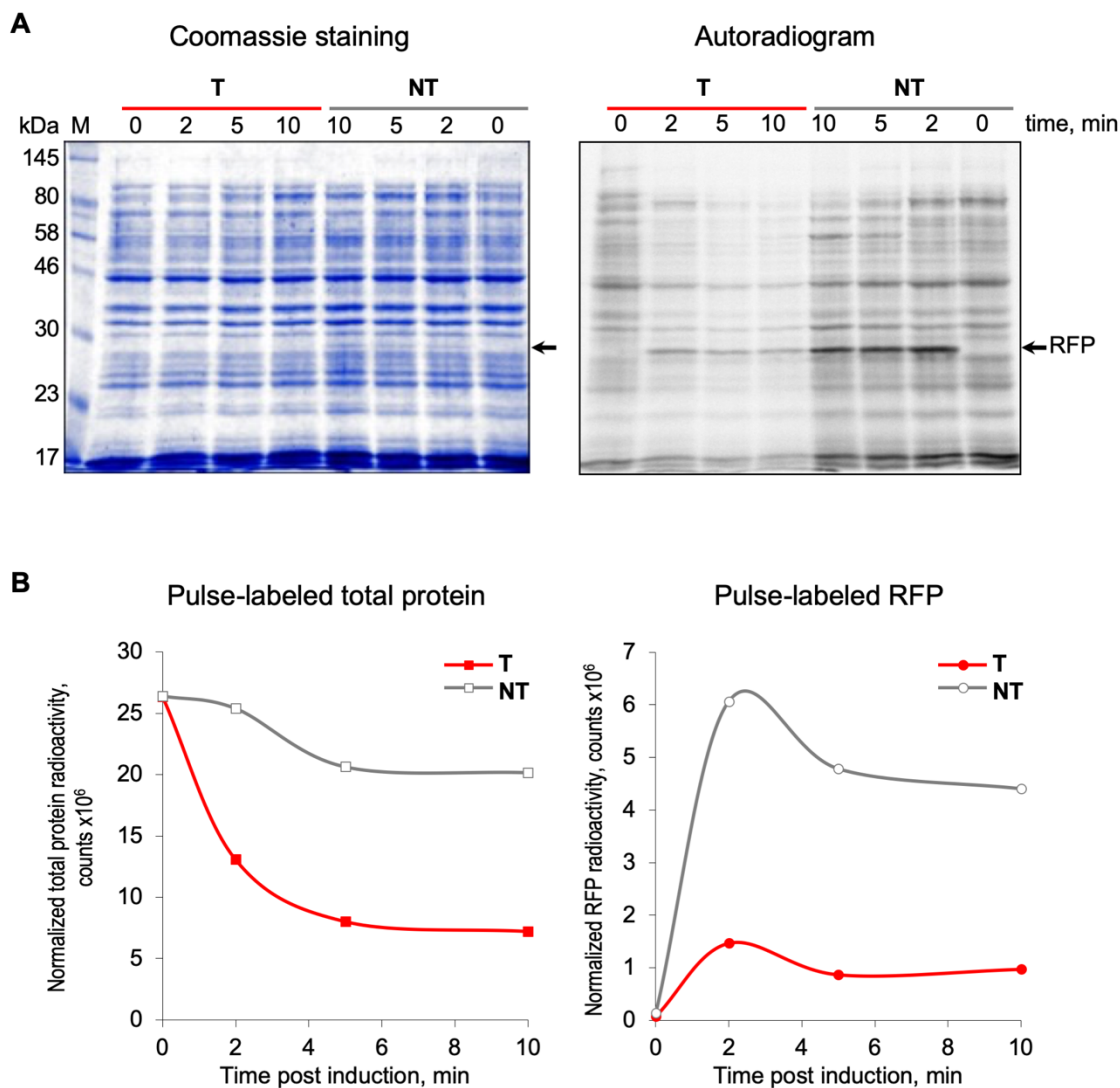 A
Coomassie staining
Autoradiogram
T
NT
T
NT
kDa M 0 2 5 10 10 5 2 0
0 2 5 10 10 5 2 0 time, min
145
80
58
46
30
23
17
RFP
B
Pulse-labeled total protein
Pulse-labeled RFP
Normalized total protein radioactivity,
counts x10⁶
30
25
20
15
10
5
0
T
NT
0 2 4 6 8 10
Time post induction, min
Normalized RFP radioactivity, counts x10⁶
7
6
5
4
3
2
1
0
T
NT
0 2 4 6 8 10
Time post induction, min